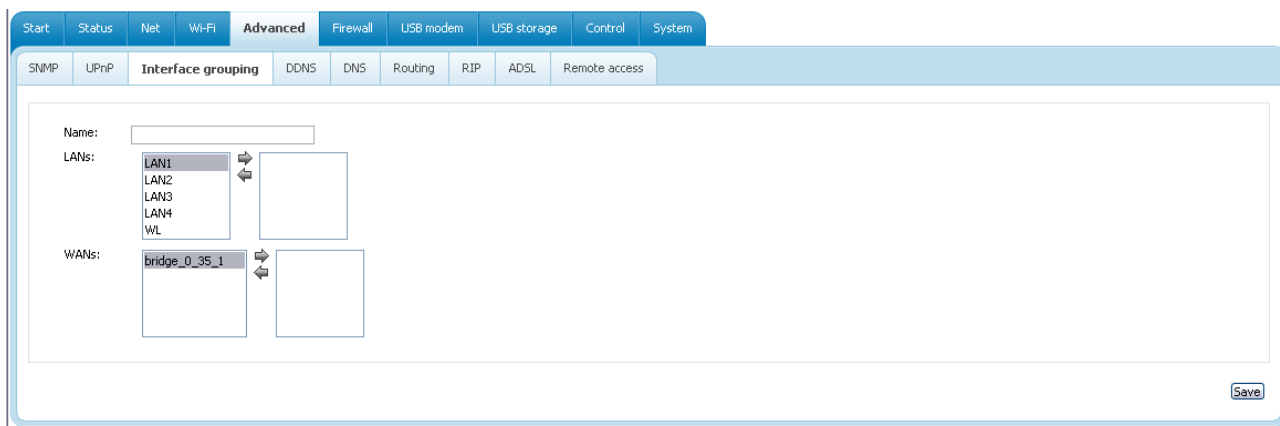 Start Status Net Wi-Fi Advanced Firewall USB modem USB storage Control System
SNMP UPnP Interface grouping DDNS DNS Routing RIP ADSL Remote access
Name:
LANs:
LAN1
LAN2
LAN3
LAN4
WL
WANs:
bridge_0_35_1
Save